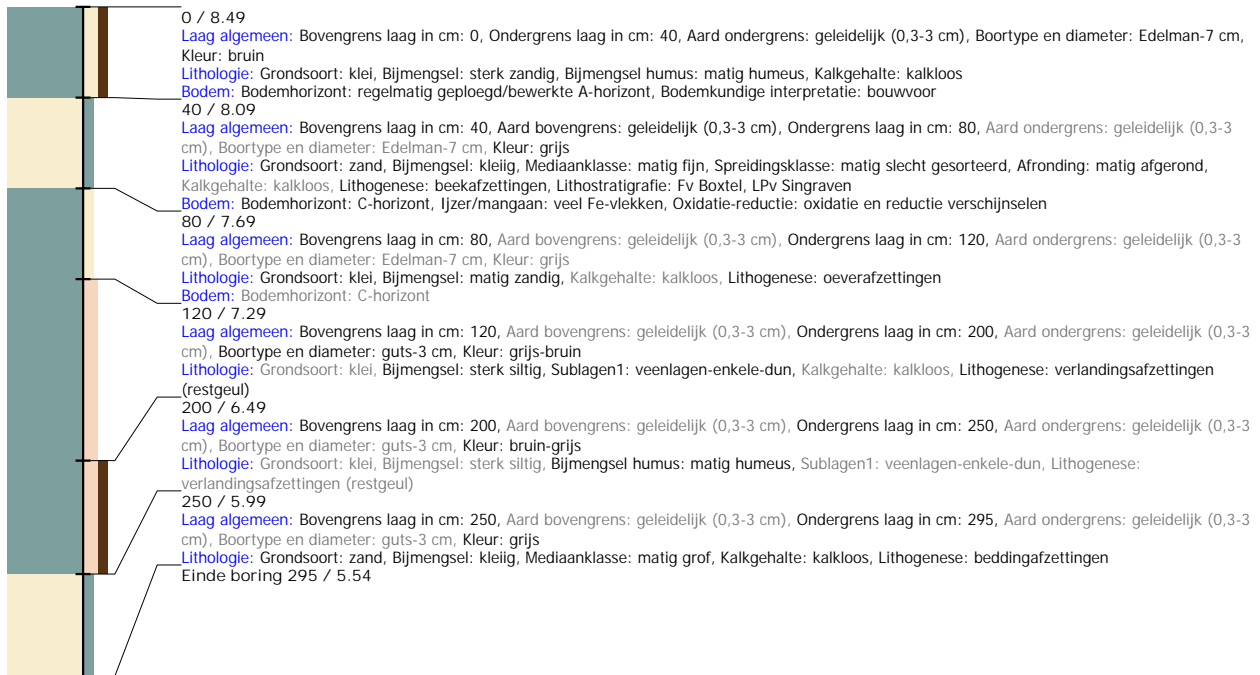 0 / 8.49
Laag algemeen: Bovengrens laag in cm: 0, Ondergrens laag in cm: 40, Aard ondergrens: geleidelijk (0,3-3 cm), Boortype en diameter: Edelman-7 cm,
Kleur: bruin
Lithologie: Grondsoort: klei, Bijmengsel: sterk zandig, Bijmengsel humus: matig humeus, Kalkgehalte: kalkloos
Bodem: Bodemhorizont: regelmatig geploegd/bewerkte A-horizont, Bodemkundige interpretatie: bouwvoor
40 / 8.09
Laag algemeen: Bovengrens laag in cm: 40, Aard bovengrens: geleidelijk (0,3-3 cm), Ondergrens laag in cm: 80, Aard ondergrens: geleidelijk (0,3-3
cm), Boortype en diameter: Edelman-7 cm, Kleur: grijs
Lithologie: Grondsoort: zand, Bijmengsel: kleiig, Mediaanklasse: matig fijn, Spreidingsklasse: matig slecht gesorteerd, Afronding: matig afgerond,
Kalkgehalte: kalkloos, Lithogenese: beekafzettingen, Lithostratigrafie: Fv Boxtel, LPv Singraven
Bodem: Bodemhorizont: C-horizont, Ijzer/mangaan: veel Fe-vlekken, Oxidatie-reductie: oxidatie en reductie verschijnselen
80 / 7.69
Laag algemeen: Bovengrens laag in cm: 80, Aard bovengrens: geleidelijk (0,3-3 cm), Ondergrens laag in cm: 120, Aard ondergrens: geleidelijk (0,3-3
cm), Boortype en diameter: Edelman-7 cm, Kleur: grijs
Lithologie: Grondsoort: klei, Bijmengsel: matig zandig, Kalkgehalte: kalkloos, Lithogenese: oeverafzettingen
Bodem: Bodemhorizont: C-horizont
120 / 7.29
Laag algemeen: Bovengrens laag in cm: 120, Aard bovengrens: geleidelijk (0,3-3 cm), Ondergrens laag in cm: 200, Aard ondergrens: geleidelijk (0,3-3
cm), Boortype en diameter: guts-3 cm, Kleur: grijs-bruin
Lithologie: Grondsoort: klei, Bijmengsel: sterk siltig, Sublagen1: veenlagen-enkele-dun, Kalkgehalte: kalkloos, Lithogenese: verlandingsafzettingen
(restgeul)
200 / 6.49
Laag algemeen: Bovengrens laag in cm: 200, Aard bovengrens: geleidelijk (0,3-3 cm), Ondergrens laag in cm: 250, Aard ondergrens: geleidelijk (0,3-3
cm), Boortype en diameter: guts-3 cm, Kleur: bruin-grijs
Lithologie: Grondsoort: klei, Bijmengsel: sterk siltig, Bijmengsel humus: matig humeus, Sublagen1: veenlagen-enkele-dun, Lithogenese:
verlandingsafzettingen (restgeul)
250 / 5.99
Laag algemeen: Bovengrens laag in cm: 250, Aard bovengrens: geleidelijk (0,3-3 cm), Ondergrens laag in cm: 295, Aard ondergrens: geleidelijk (0,3-3
cm), Boortype en diameter: guts-3 cm, Kleur: grijs
Lithologie: Grondsoort: zand, Bijmengsel: kleiig, Mediaanklasse: matig grof, Kalkgehalte: kalkloos, Lithogenese: beddingafzettingen
Einde boring 295 / 5.54